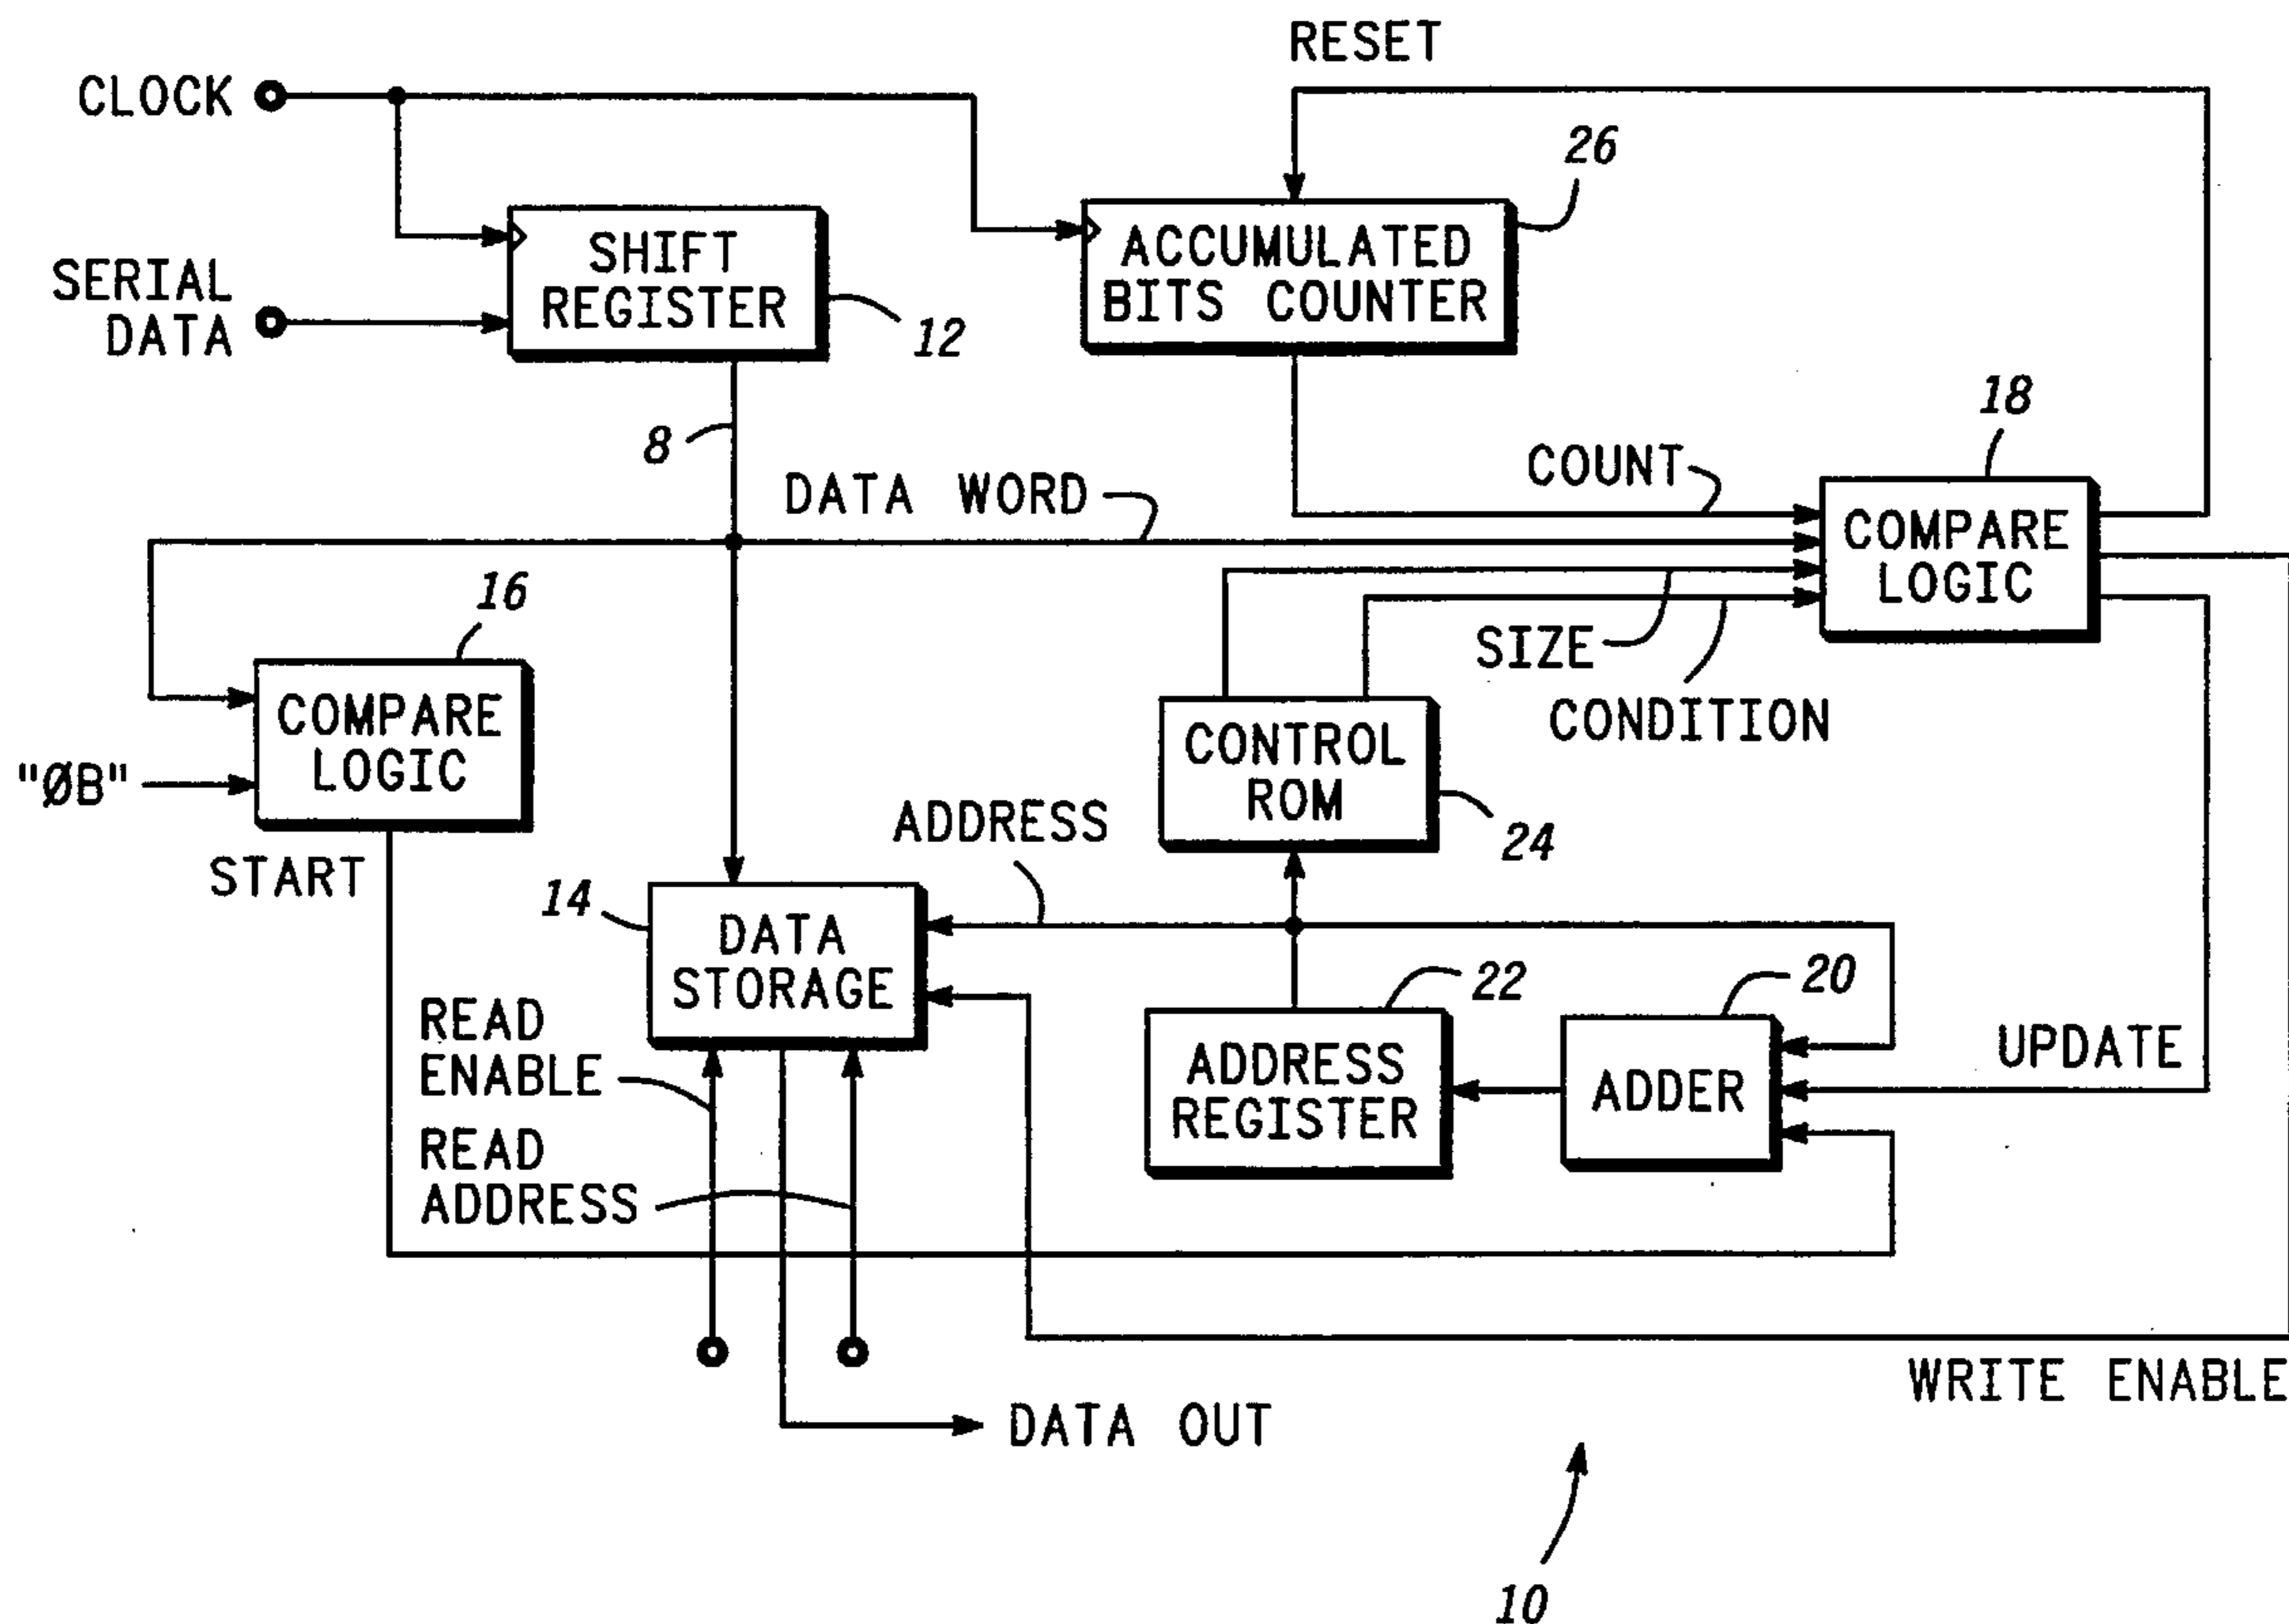 RESET
CLOCK
26
SHIFT
REGISTER
ACCUMULATED
BITS COUNTER
SERIAL
DATA
12
18
8
COUNT
DATA WORD
COMPARE
LOGIC
16
SIZE
CONDITION
COMPARE
LOGIC
"ØB"
CONTROL
ROM
ADDRESS
24
START
14
DATA
STORAGE
22
20
READ
ENABLE
UPDATE
ADDRESS
REGISTER
ADDER
READ
ADDRESS
WRITE ENABLE
DATA OUT
10